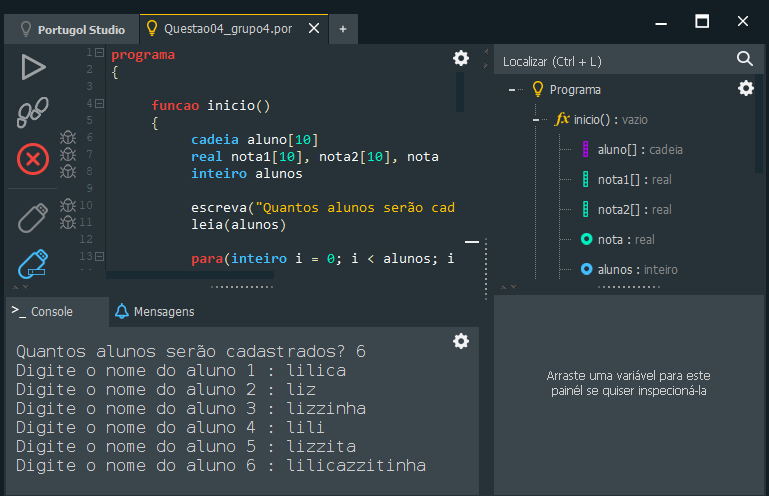 Portugol Studio
Questao04_grupo4.por
+
1 programa
2 {
3
4 funcao inicio()
5 {
6 cadeia aluno[10]
7 real nota1[10], nota2[10], nota
8 inteiro alunos
9
10 escreva("Quantos alunos serão cad
11 leia(alunos)
12
13 para(inteiro i = 0; i < alunos; i
Localizar (Ctrl + L)
Programa
fx inicio() : vazio
aluno[] : cadeia
nota1[] : real
nota2[] : real
nota : real
alunos : inteiro
>_ Console
Mensagens
Quantos alunos serão cadastrados? 6
Digite o nome do aluno 1 : lilica
Digite o nome do aluno 2 : liz
Digite o nome do aluno 3 : lizzinha
Digite o nome do aluno 4 : lili
Digite o nome do aluno 5 : lizzita
Digite o nome do aluno 6 : lilicazzitinha
Arraste uma variável para este
painél se quiser inspecioná-la